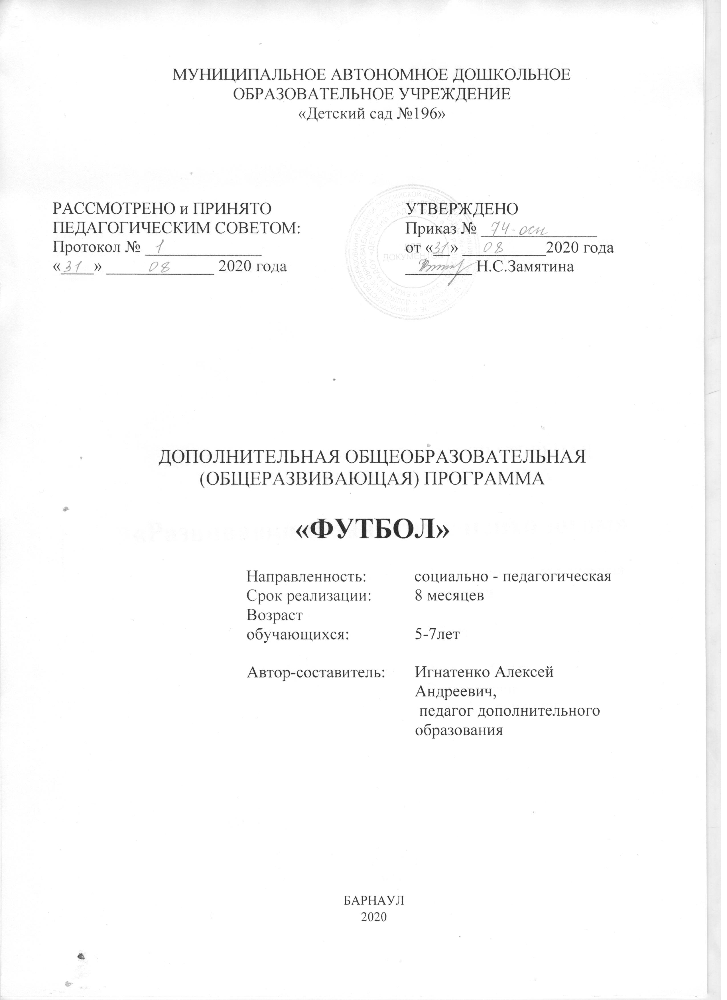 МУНИЦИПАЛЬНОЕ АВТОНОМНОЕ ДОШКОЛЬНОЕ
ОБРАЗОВАТЕЛЬНОЕ УЧРЕЖДЕНИЕ
«Детский сад №196»
РАССМОТРЕНО и ПРИНЯТО
ПЕДАГОГИЧЕСКИМ СОВЕТОМ:
Протокол № 1
«31» 08 2020 года
УТВЕРЖДЕНО
Приказ № 74-осн
от «31» 08 2020 года
Н.С.Замятина
ДЛЯ
ДОКУМЕНТОВ
ДОПОЛНИТЕЛЬНАЯ ОБЩЕОБРАЗОВАТЕЛЬНАЯ
(ОБЩЕРАЗВИВАЮЩАЯ) ПРОГРАММА
«ФУТБОЛ»
Направленность: социально - педагогическая
Срок реализации: 8 месяцев
Возраст
обучающихся: 5-7лет
Автор-составитель: Игнатенко Алексей
Андреевич,
педагог дополнительного
образования
БАРНАУЛ
2020